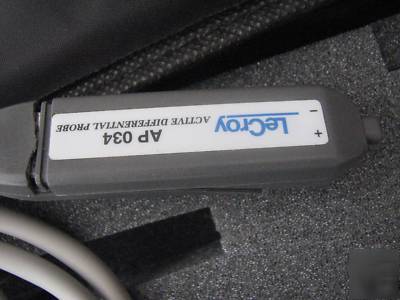 LeCroy
ACTIVE DIFFERENTIAL PROBE
AP 034
+
-